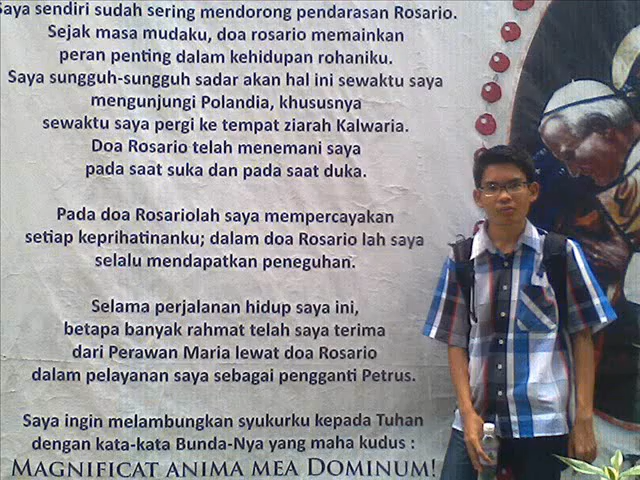 Saya sendiri sudah sering mendorong pendarasan Rosario.
Sejak masa mudaku, doa rosario memainkan
peran penting dalam kehidupan rohaniku.
Saya sungguh-sungguh sadar akan hal ini sewaktu saya
mengunjungi Polandia, khususnya
sewaktu saya pergi ke tempat ziarah Kalwaria.
Doa Rosario telah menemani saya
pada saat suka dan pada saat duka.
Pada doa Rosariolah saya mempercayakan
setiap keprihatinanku; dalam doa Rosario lah saya
selalu mendapatkan peneguhan.
Selama perjalanan hidup saya ini,
betapa banyak rahmat telah saya terima
dari Perawan Maria lewat doa Rosario
dalam pelayanan saya sebagai pengganti Petrus.
Saya ingin melambungkan syukurku kepada Tuhan
dengan kata-kata Bunda-Nya yang maha kudus :
MAGNIFICAT ANIMA MEA DOMINUM!